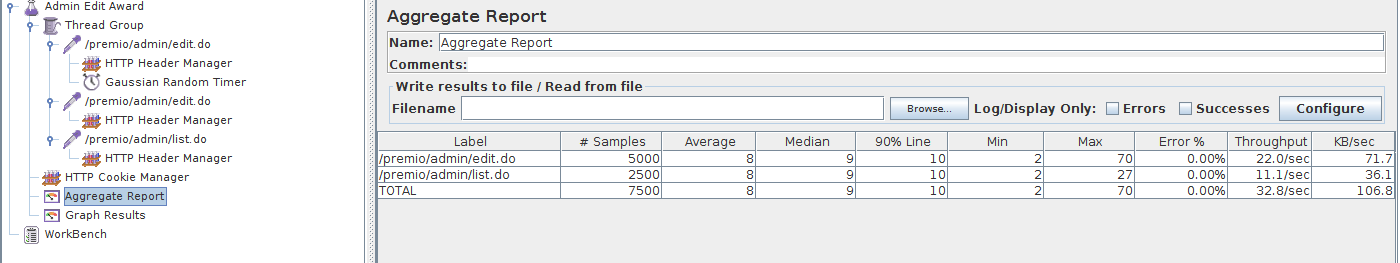 Admin Edit Award
Thread Group
/premio/admin/edit.do
HTTP Header Manager
Gaussian Random Timer
/premio/admin/edit.do
HTTP Header Manager
/premio/admin/list.do
HTTP Header Manager
HTTP Cookie Manager
Aggregate Report
Graph Results
WorkBench
Aggregate Report
Name: Aggregate Report
Comments:
Write results to file / Read from file
Filename Browse... Log/Display Only: Errors Successes Configure
Label # Samples Average Median 90% Line Min Max Error % Throughput KB/sec
/premio/admin/edit.do 5000 8 9 10 2 70 0.00% 22.0/sec 71.7
/premio/admin/list.do 2500 8 9 10 2 27 0.00% 11.1/sec 36.1
TOTAL 7500 8 9 10 2 70 0.00% 32.8/sec 106.8